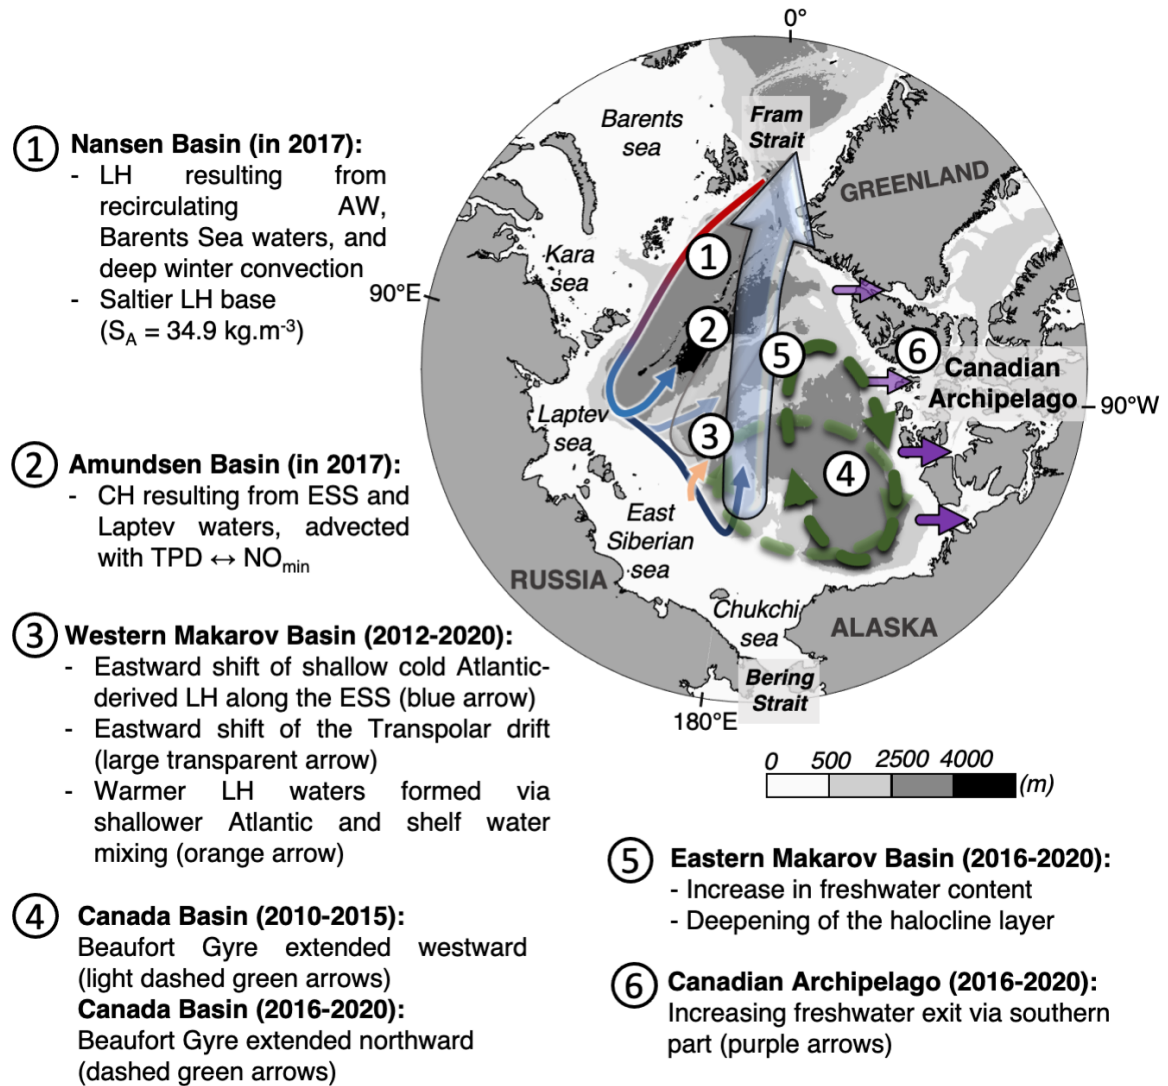 ① Nansen Basin (in 2017):
- LH resulting from
recirculating AW,
Barents Sea waters, and
deep winter convection
- Saltier LH base
(S_A = 34.9 kg.m⁻³)
② Amundsen Basin (in 2017):
- CH resulting from ESS and
Laptev waters, advected
with TPD ↔ NO_min
③ Western Makarov Basin (2012-2020):
- Eastward shift of shallow cold Atlantic-
derived LH along the ESS (blue arrow)
- Eastward shift of the Transpolar drift
(large transparent arrow)
- Warmer LH waters formed via
shallower Atlantic and shelf water
mixing (orange arrow)
④ Canada Basin (2010-2015):
Beaufort Gyre extended westward
(light dashed green arrows)
Canada Basin (2016-2020):
Beaufort Gyre extended northward
(dashed green arrows)
0°
Barents
sea
Fram
Strait
GREENLAND
Kara
sea
90°E
①
②
⑤
⑥
Canadian
Archipelago
90°W
Laptev
sea
③
④
East
Siberian
sea
RUSSIA
Chukchi
sea
ALASKA
Bering
Strait
180°E
0 500 2500 4000
(m)
⑤ Eastern Makarov Basin (2016-2020):
- Increase in freshwater content
- Deepening of the halocline layer
⑥ Canadian Archipelago (2016-2020):
Increasing freshwater exit via southern
part (purple arrows)